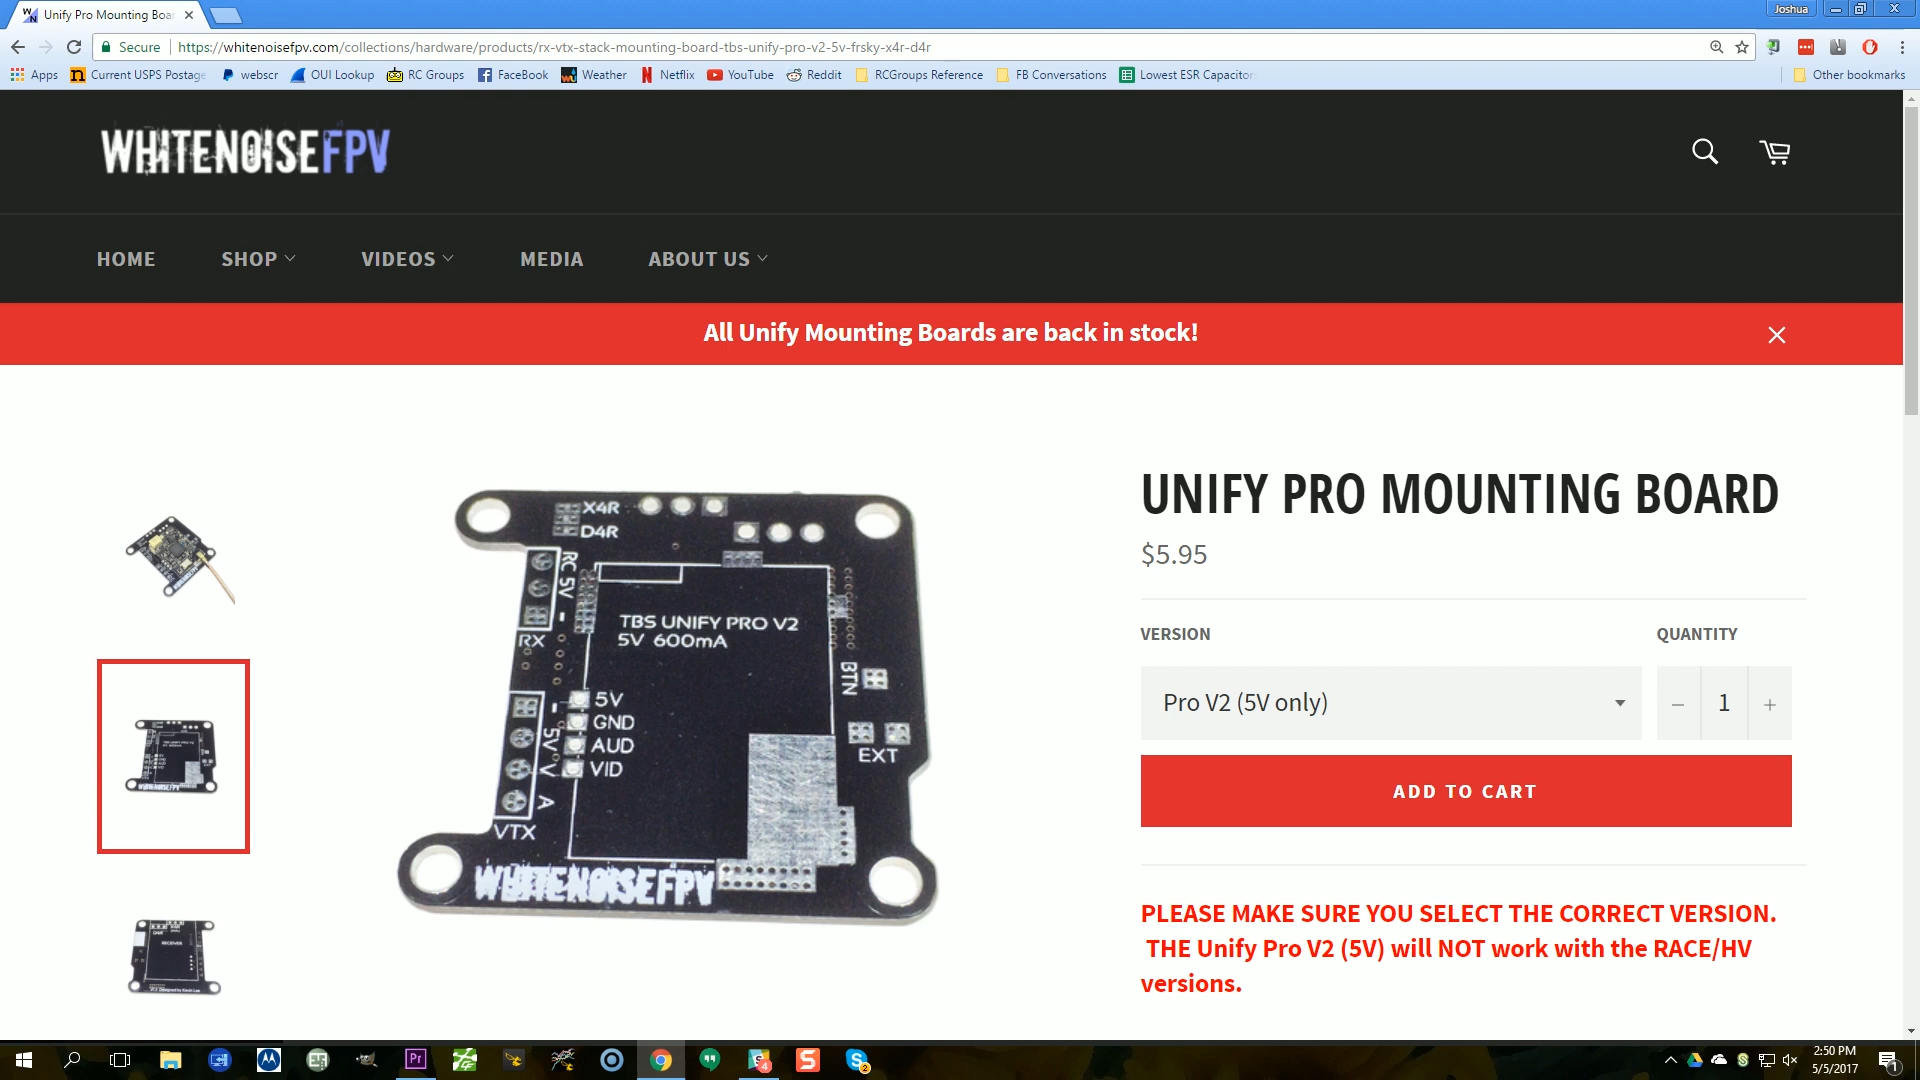 Unify Pro Mounting Boar
Joshua
Secure
https://whitenoisefpv.com/collections/hardware/products/rx-vtx-stack-mounting-board-tbs-unify-pro-v2-5v-frsky-x4r-d4r
Apps Current USPS Postage webscr OUI Lookup RC Groups FaceBook Weather Netflix YouTube Reddit RCGroups Reference FB Conversations Lowest ESR Capacitor Other bookmarks
WHITENOISEFPV
HOME SHOP VIDEOS MEDIA ABOUT US
All Unify Mounting Boards are back in stock!
X4R
D4R
RC 5V -
RX
TBS UNIFY PRO V2
5V 600mA
BTN
5V
GND
AUD
VID
- 5V V A
VTX
EXT
WHITENOISEFPV
UNIFY PRO MOUNTING BOARD
$5.95
VERSION QUANTITY
Pro V2 (5V only) − 1 +
ADD TO CART
PLEASE MAKE SURE YOU SELECT THE CORRECT VERSION.
THE Unify Pro V2 (5V) will NOT work with the RACE/HV
versions.
2:50 PM
5/5/2017